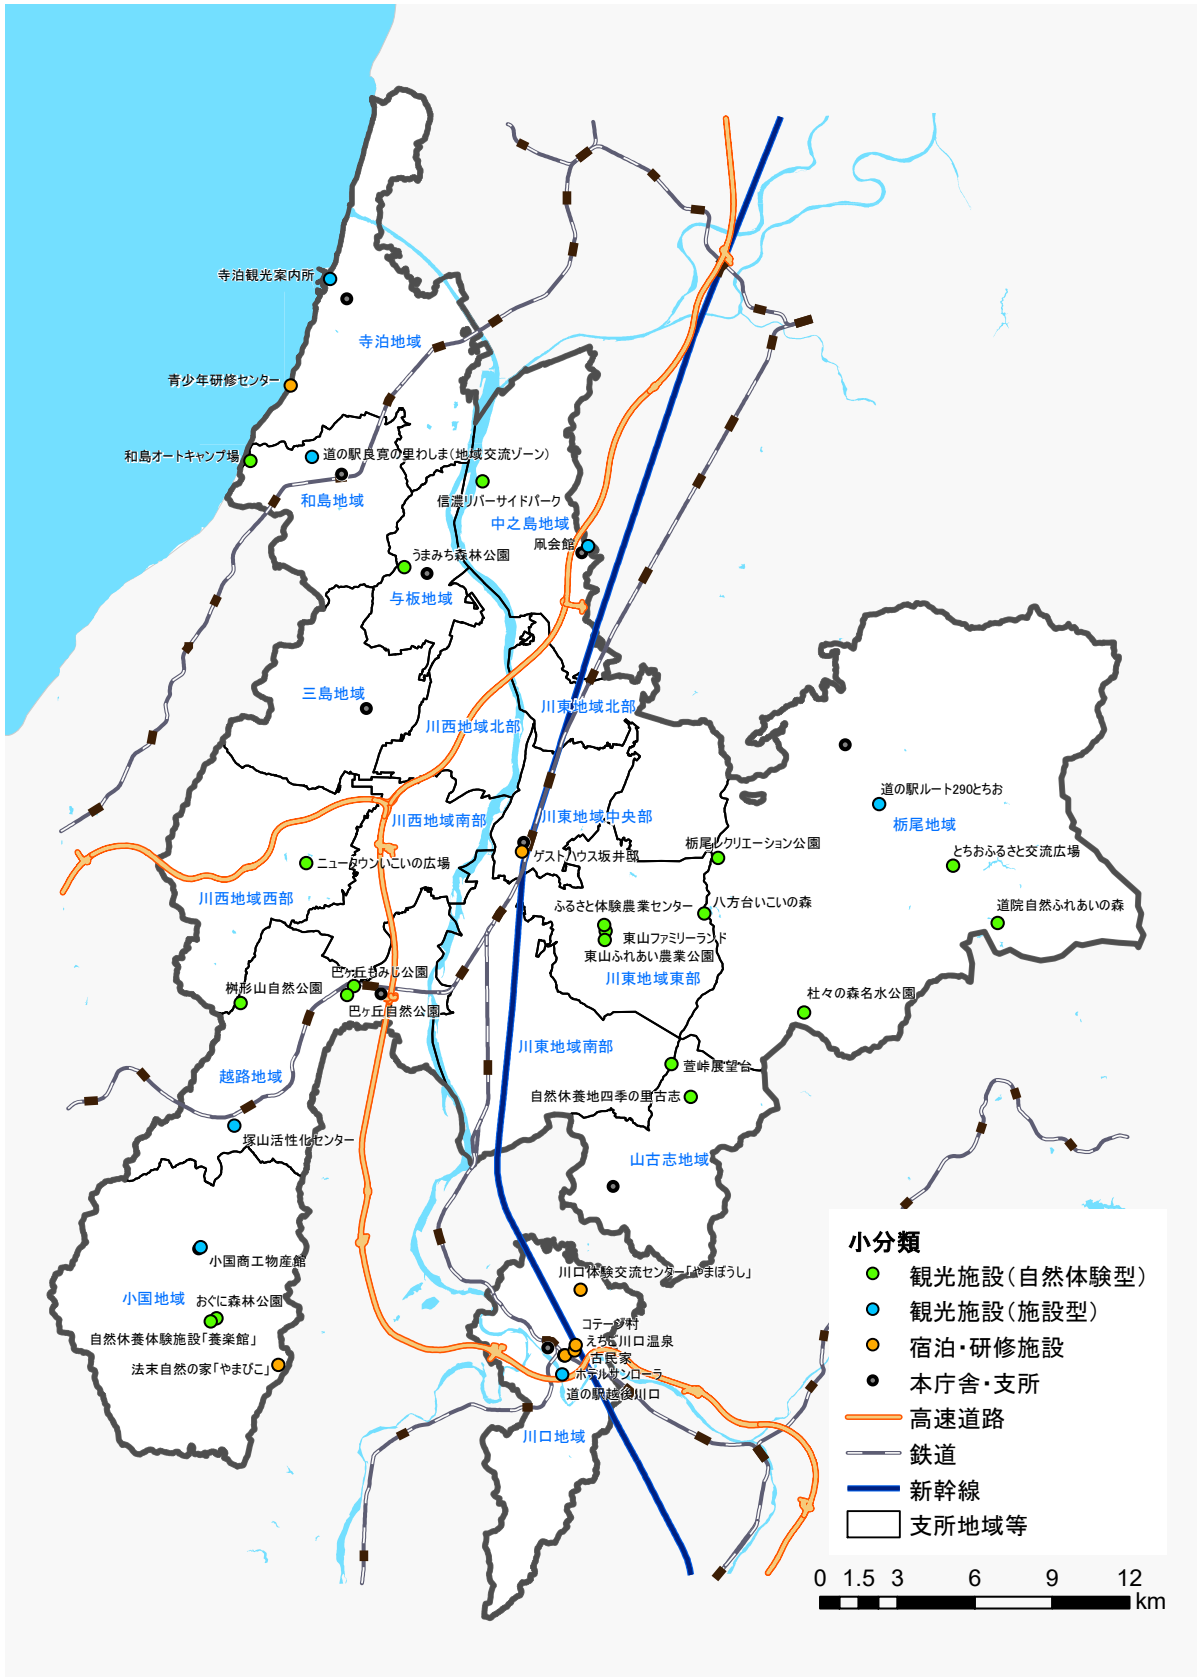 寺泊観光案内所
寺泊地域
青少年研修センター
和島オートキャンプ場
道の駅良寛の里わしま(地域交流ゾーン)
和島地域
信濃リバーサイドパーク
中之島地域
凧会館
うまみち森林公園
与板地域
三島地域
川東地域北部
川西地域北部
道の駅ルート290とちお
栃尾地域
川西地域南部
川東地域中央部
栃尾レクリエーション公園
ゲストハウス坂井邸
とちおふるさと交流広場
ニュータウンいこいの広場
川西地域西部
ふるさと体験農業センター
八方台いこいの森
道院自然ふれあいの森
東山ファミリーランド
東山ふれあい農業公園
川東地域東部
巴ヶ丘もみじ公園
桝形山自然公園
巴ヶ丘自然公園
杜々の森名水公園
川東地域南部
萱峠展望台
越路地域
自然休養地四季の里古志
塚山活性化センター
山古志地域
小国商工物産館
川口体験交流センター「やまぼうし」
小国地域
おぐに森林公園
自然休養体験施設「養楽館」
コテージ村
えちご川口温泉
古民家
法末自然の家「やまびこ」
ホテルサンローラ
道の駅越後川口
川口地域
小分類
観光施設(自然体験型)
観光施設(施設型)
宿泊・研修施設
本庁舎・支所
高速道路
鉄道
新幹線
支所地域等
0 1.5 3 6 9 12
km